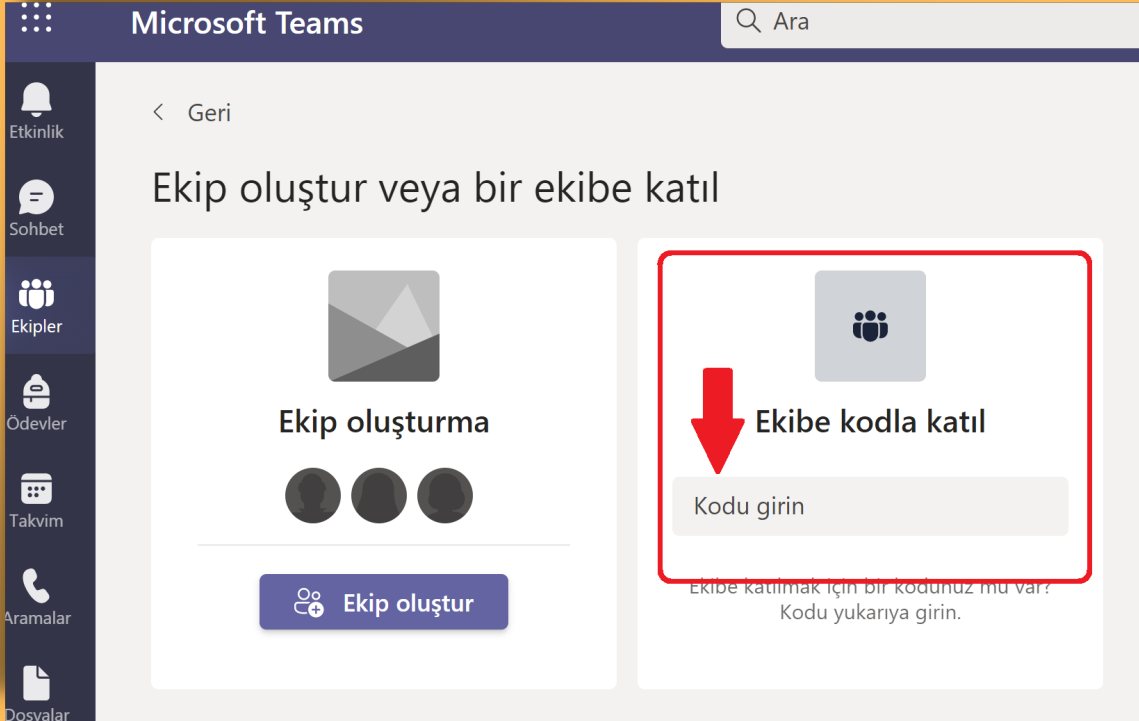 Microsoft Teams
Ara
Etkinlik
Sohbet
Ekipler
Ödevler
Takvim
Aramalar
Dosyalar
Geri
Ekip oluştur veya bir ekibe katıl
Ekip oluşturma
Ekip oluştur
Ekibe kodla katıl
Kodu girin
Ekibe katılmak için bir kodunuz mu var?
Kodu yukarıya girin.